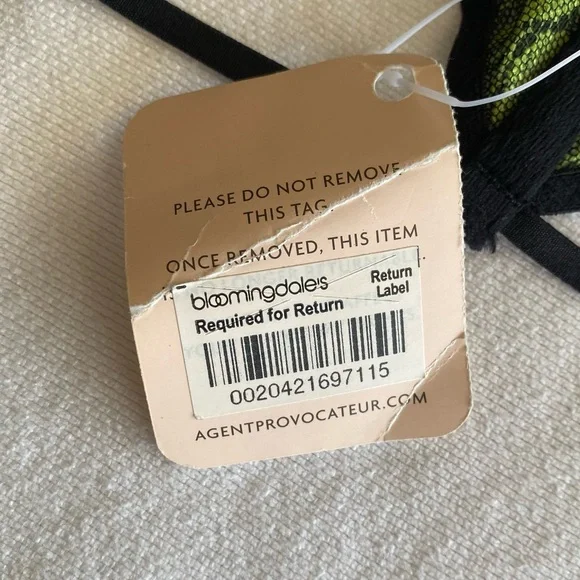 PLEASE DO NOT REMOVE
THIS TAG.
ONCE REMOVED, THIS ITEM
bloomingdale's Return Label
Required for Return
0020421697115
AGENTPROVOCATEUR.COM